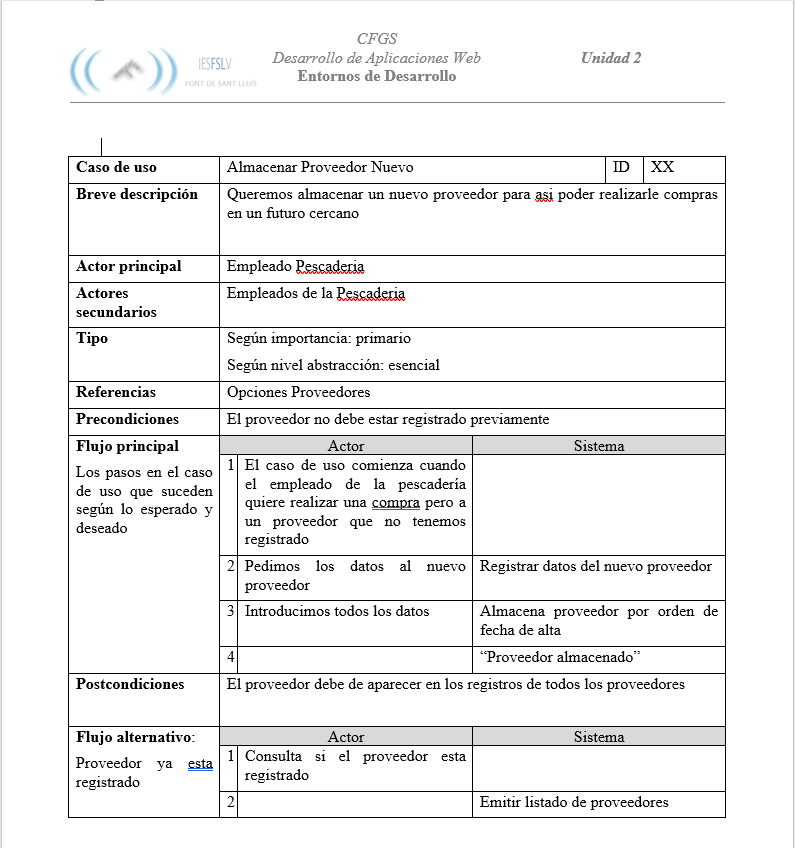 CFGS
IESFSLV
FONT DE SANT LLUÍS
Desarrollo de Aplicaciones Web
Unidad 2
Entornos de Desarrollo
Caso de uso
Almacenar Proveedor Nuevo
ID
XX
Breve descripción
Queremos almacenar un nuevo proveedor para asi poder realizarle compras
en un futuro cercano
Actor principal
Empleado Pescaderia
Actores
secundarios
Empleados de la Pescaderia
Tipo
Según importancia: primario
Según nivel abstracción: esencial
Referencias
Opciones Proveedores
Precondiciones
El proveedor no debe estar registrado previamente
Flujo principal
Los pasos en el caso
de uso que suceden
según lo esperado y
deseado
Actor
Sistema
1
El caso de uso comienza cuando
el empleado de la pescadería
quiere realizar una compra pero a
un proveedor que no tenemos
registrado
2
Pedimos los datos al nuevo
proveedor
Registrar datos del nuevo proveedor
3
Introducimos todos los datos
Almacena proveedor por orden de
fecha de alta
4
“Proveedor almacenado”
Postcondiciones
El proveedor debe de aparecer en los registros de todos los proveedores
Flujo alternativo:
Proveedor ya esta
registrado
Actor
Sistema
1
Consulta si el proveedor esta
registrado
2
Emitir listado de proveedores